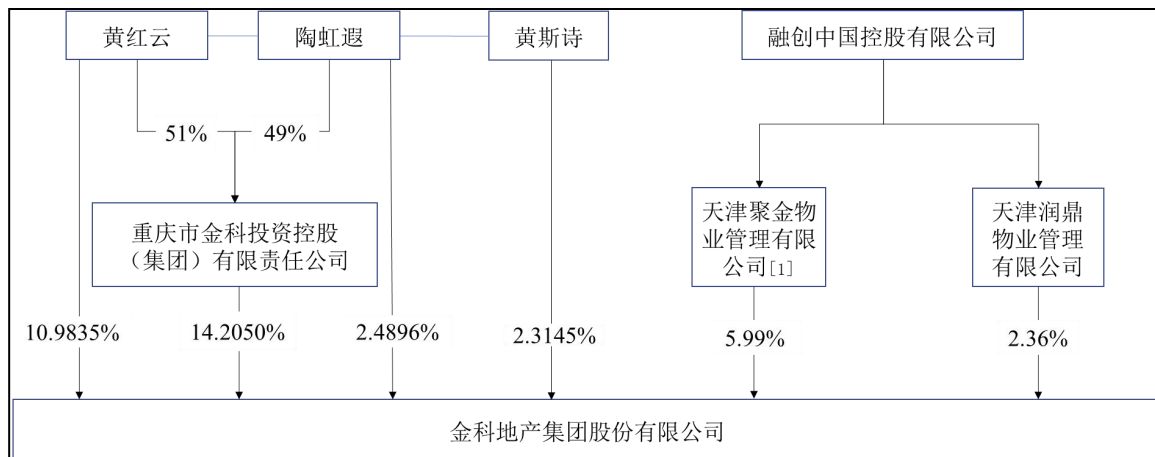 黄红云
陶虹遐
黄斯诗
融创中国控股有限公司
51%
49%
重庆市金科投资控股
（集团）有限责任公司
天津聚金物
业管理有限
公司[1]
天津润鼎
物业管理
有限公司
10.9835%
14.2050%
2.4896%
2.3145%
5.99%
2.36%
金科地产集团股份有限公司